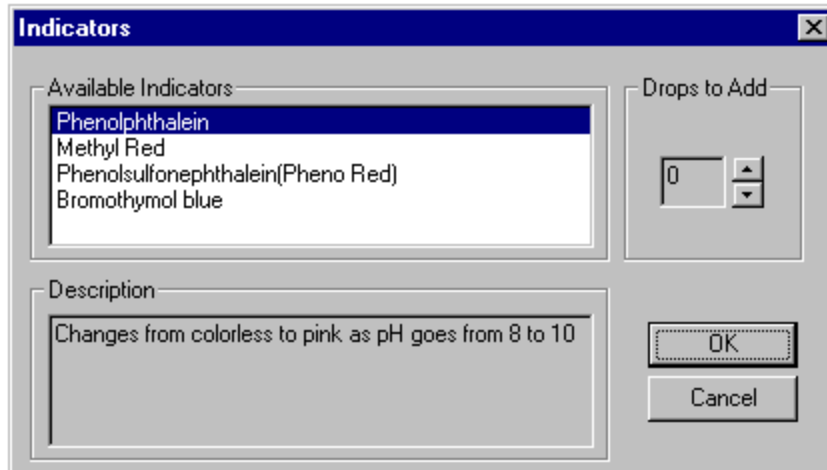 Indicators
Available Indicators
Phenolphthalein
Methyl Red
Phenolsulfonephthalein(Pheno Red)
Bromothymol blue
Drops to Add
0
Description
Changes from colorless to pink as pH goes from 8 to 10
OK
Cancel